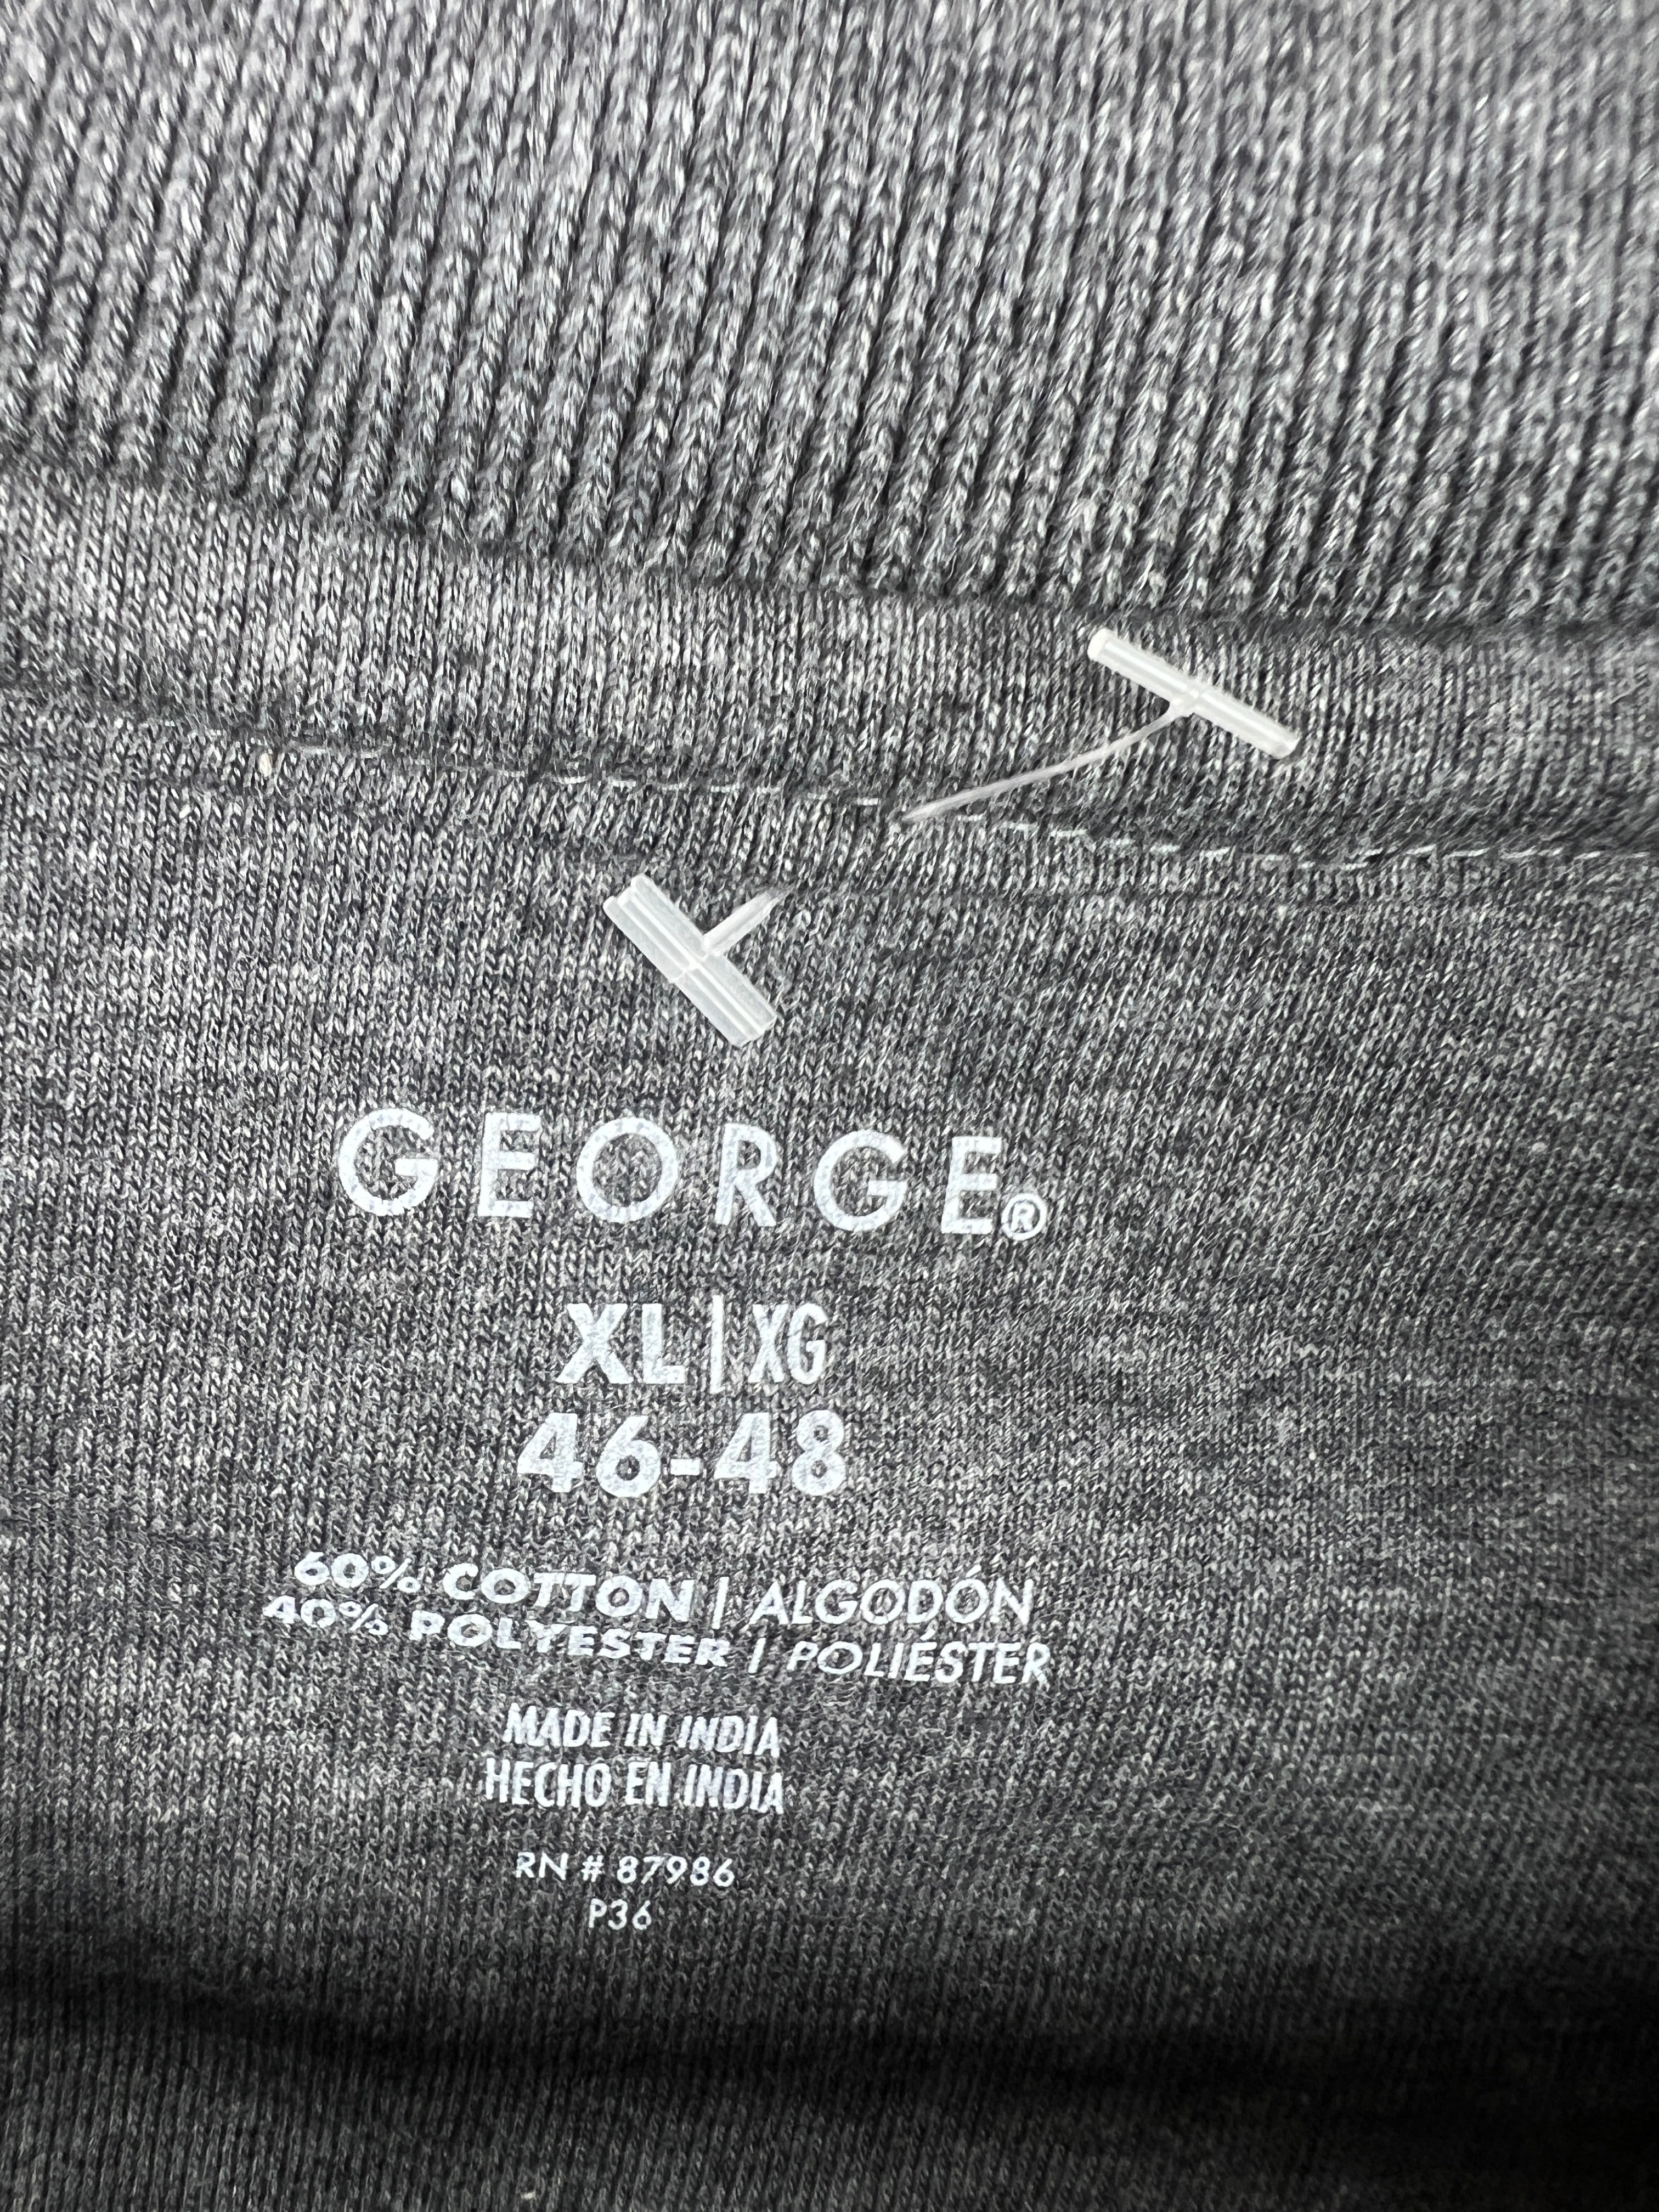 GEORGE®
XL | XG
46-48
60% COTTON | ALGODÓN
40% POLYESTER | POLIÉSTER
MADE IN INDIA
HECHO EN INDIA
RN # 87986
P36